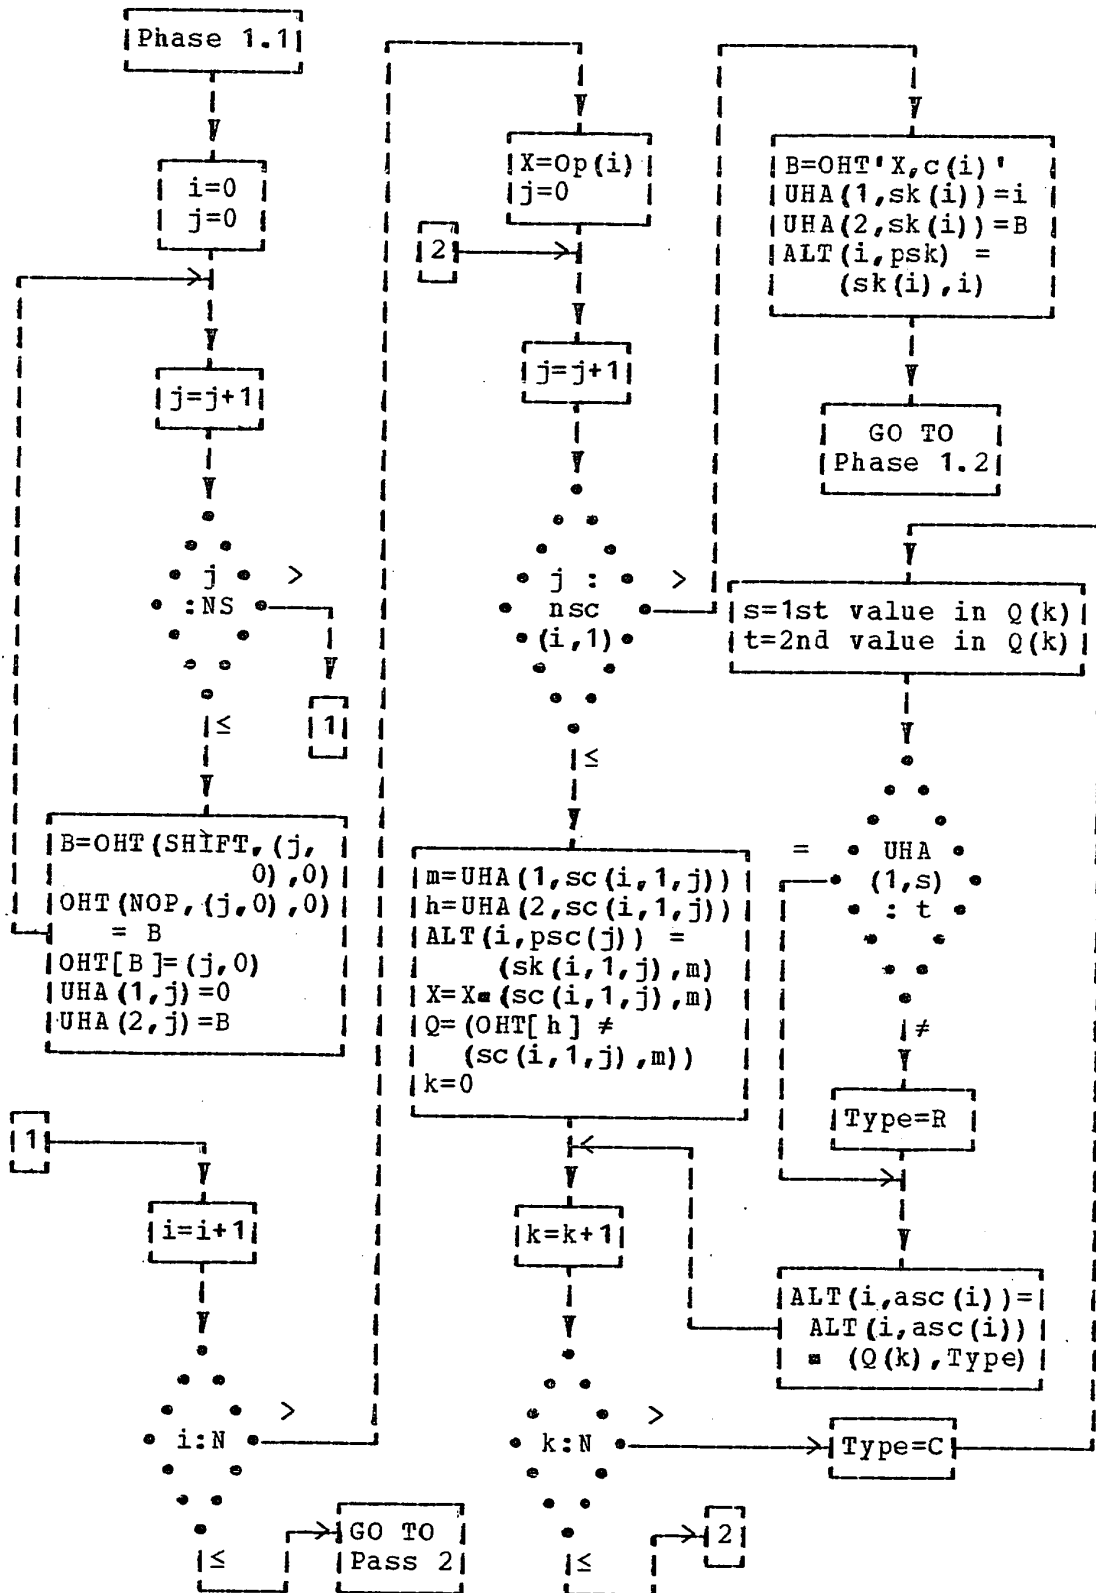 Phase 1.1
i=0
j=0
j=j+1
j
:NS
>
1
≤
B=OHT(SHIFT,(j,
0),0)
OHT(NOP,(j,0),0)
= B
OHT[B]=(j,0)
UHA(1,j)=0
UHA(2,j)=B
1
i=i+1
i:N
>
≤
GO TO
Pass 2
X=Op(i)
j=0
2
j=j+1
j :
nsc
(i,1)
>
≤
m=UHA(1,sc(i,1,j))
h=UHA(2,sc(i,1,j))
ALT(i,psc(j)) =
(sk(i,1,j),m)
X=X■(sc(i,1,j),m)
Q=(OHT[h] ≠
(sc(i,1,j),m))
k=0
k=k+1
k:N
>
≤
2
B=OHT'X,c(i)'
UHA(1,sk(i))=i
UHA(2,sk(i))=B
ALT(i,psk) =
(sk(i),i)
GO TO
Phase 1.2
s=1st value in Q(k)
t=2nd value in Q(k)
UHA
(1,s)
: t
=
≠
Type=R
ALT(i,asc(i))=
ALT(i,asc(i))
■ (Q(k),Type)
Type=C